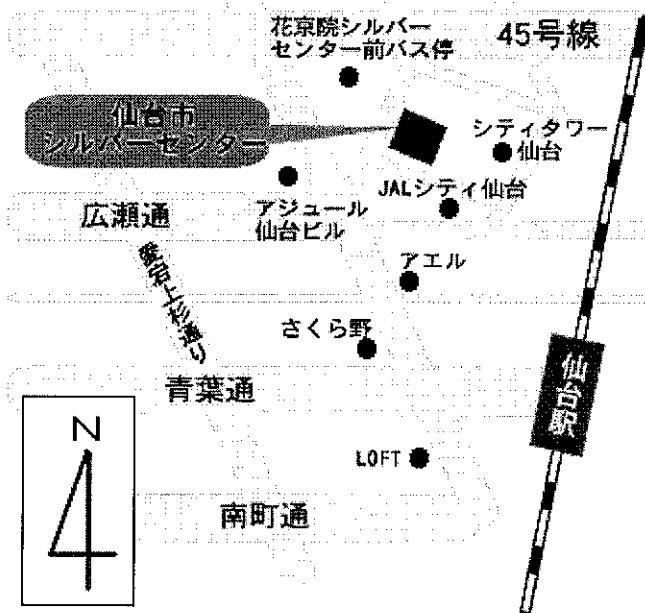 花京院シルバー
センター前バス停
45号線
仙台市
シルバーセンター
シティタワー
仙台
JALシティ仙台
アジュール
仙台ビル
広瀬通
アエル
愛宕上杉通り
さくら野
仙台駅
青葉通
LOFT
南町通
N